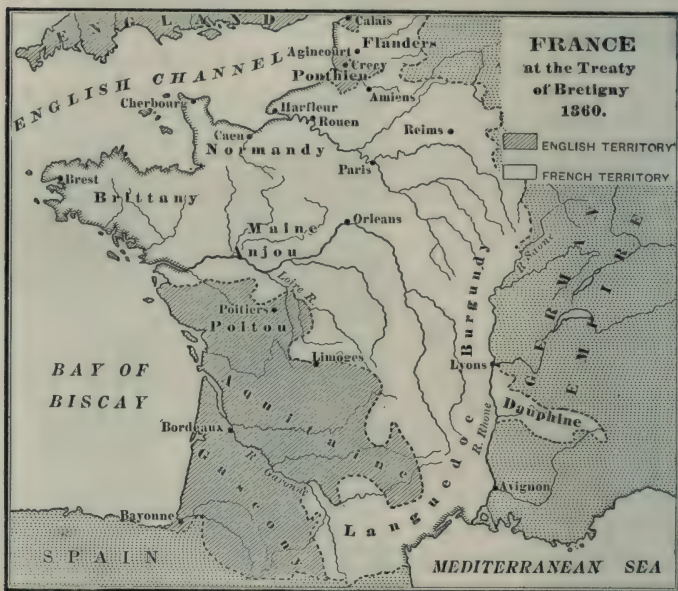 ENGLAND
Calais
Flanders
Agincourt
Crecy
Ponthieu
Amiens
ENGLISH CHANNEL
Cherbourg
Harfleur
Rouen
Caen
Normandy
Reims
Paris
Brest
Brittany
Maine
Anjou
Orleans
FRANCE
at the Treaty
of Bretigny
1360.
ENGLISH TERRITORY
FRENCH TERRITORY
R. Saone
GERMAN
EMPIRE
Burgundy
Loire R.
Poitiers
Poitou
Limoges
Lyons
BAY OF
BISCAY
Aquitaine
Dauphine
R. Rhone
Bordeaux
R. Garonne
Gascony
Languedoc
Avignon
Bayonne
SPAIN
MEDITERRANEAN SEA